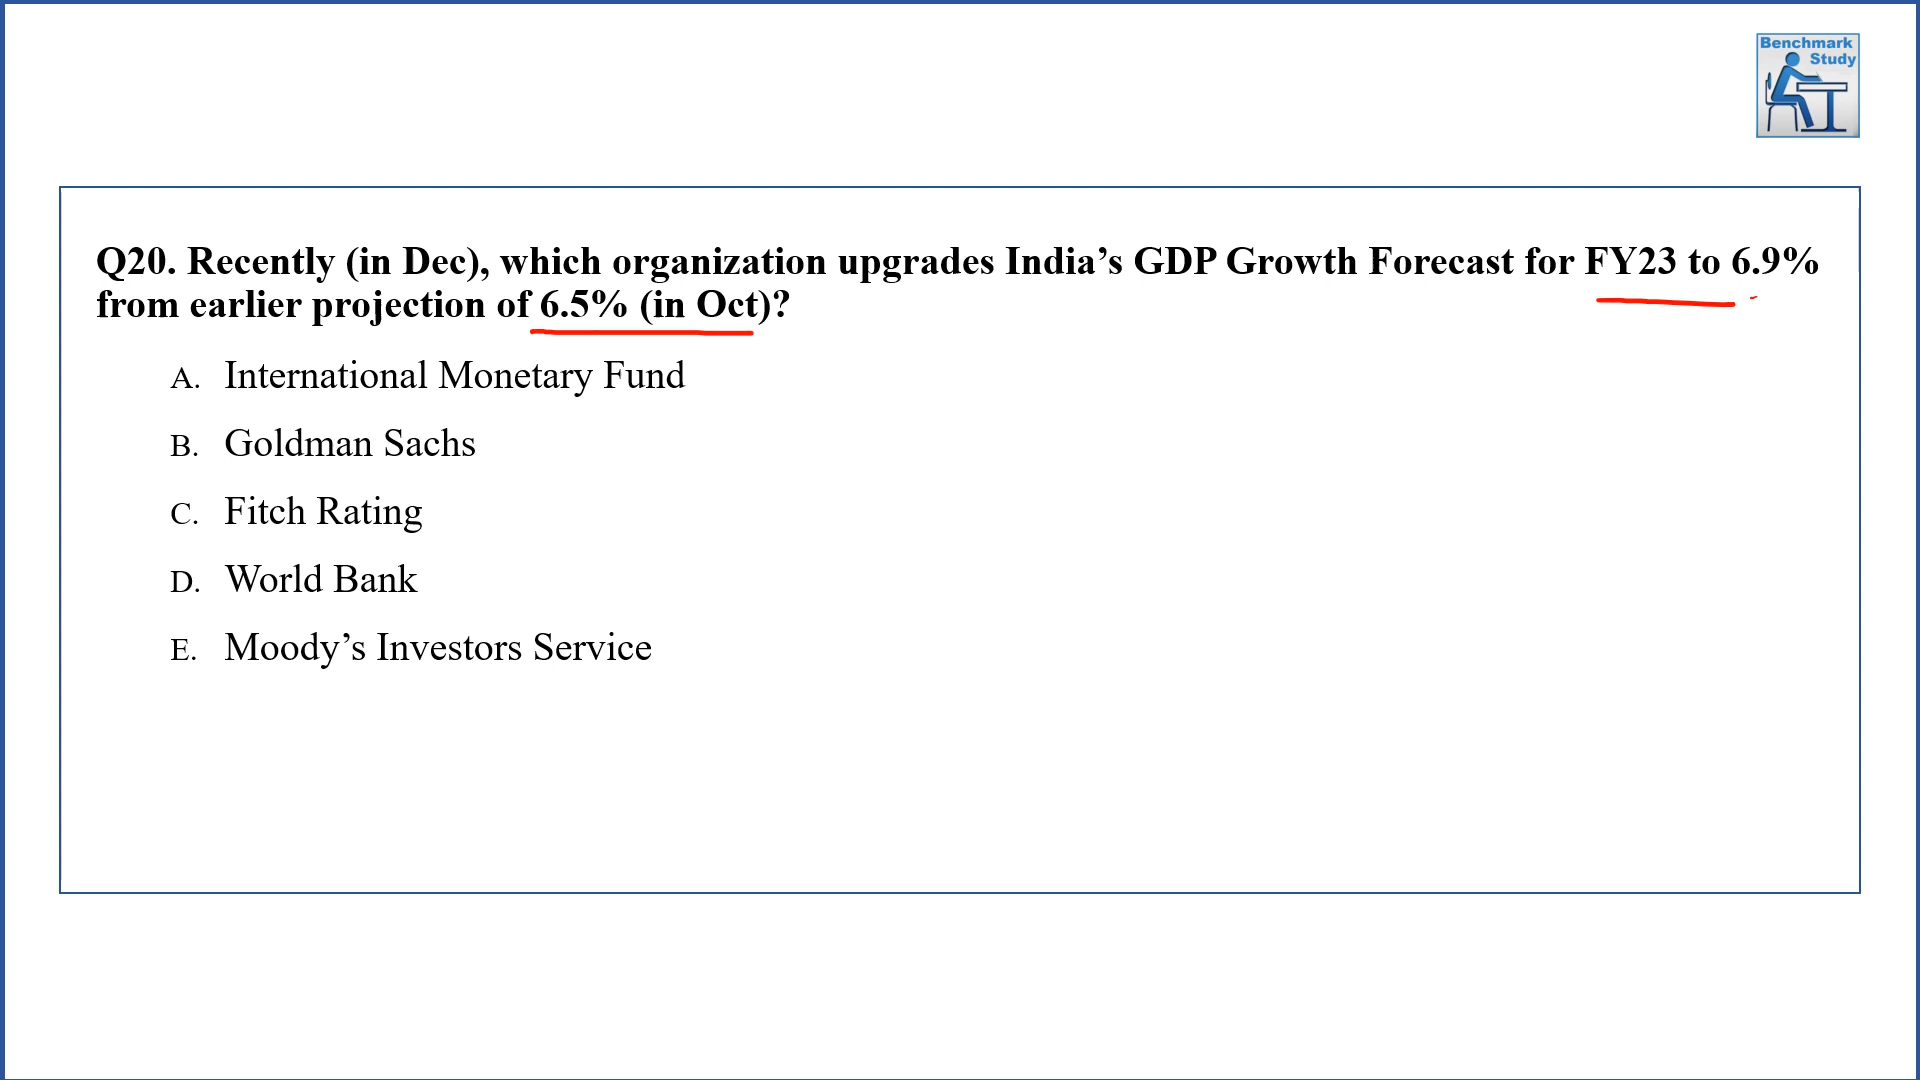 Benchmark
Study
Q20. Recently (in Dec), which organization upgrades India’s GDP Growth Forecast for FY23 to 6.9%
from earlier projection of 6.5% (in Oct)?
A. International Monetary Fund
B. Goldman Sachs
C. Fitch Rating
D. World Bank
E. Moody’s Investors Service